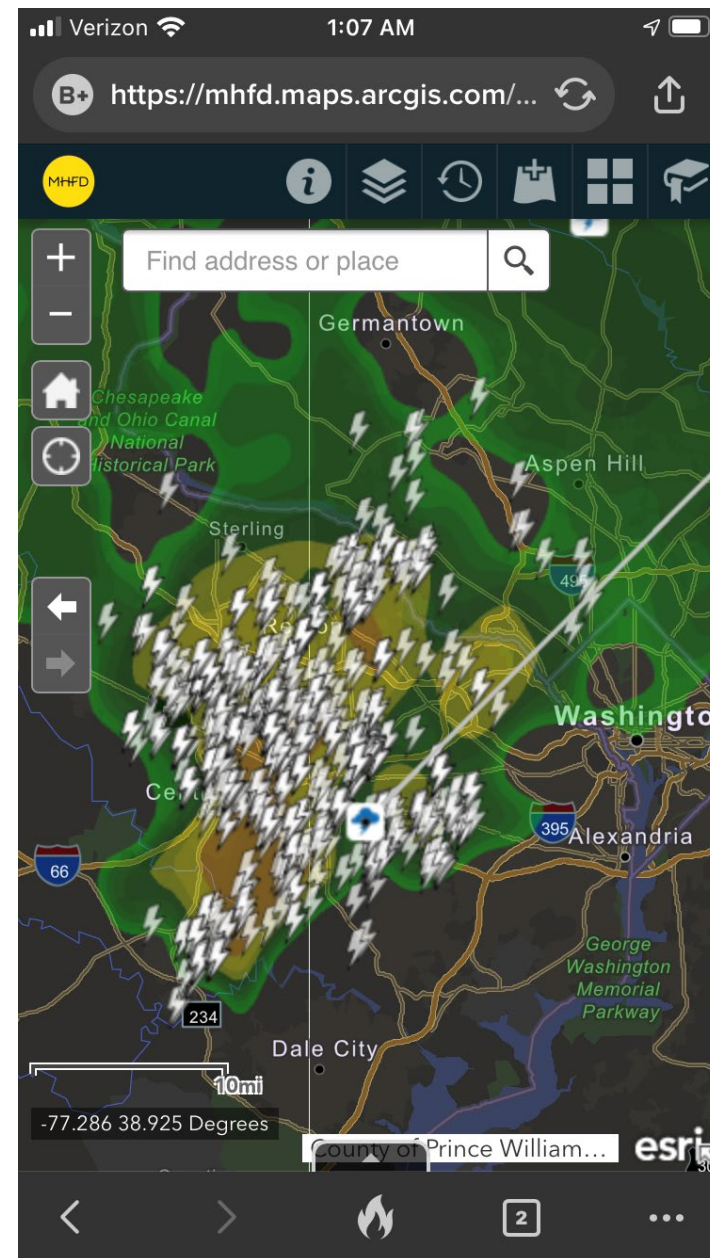 Verizon
1:07 AM
B+
https://mhfd.maps.arcgis.com/...
MHFD
Find address or place
Germantown
Chesapeake
and Ohio Canal
National
Historical Park
Aspen Hill
Sterling
495
Washingto
395
Alexandria
66
George
Washington
Memorial
Parkway
234
Dale City
10mi
-77.286 38.925 Degrees
County of Prince William...
esri
2